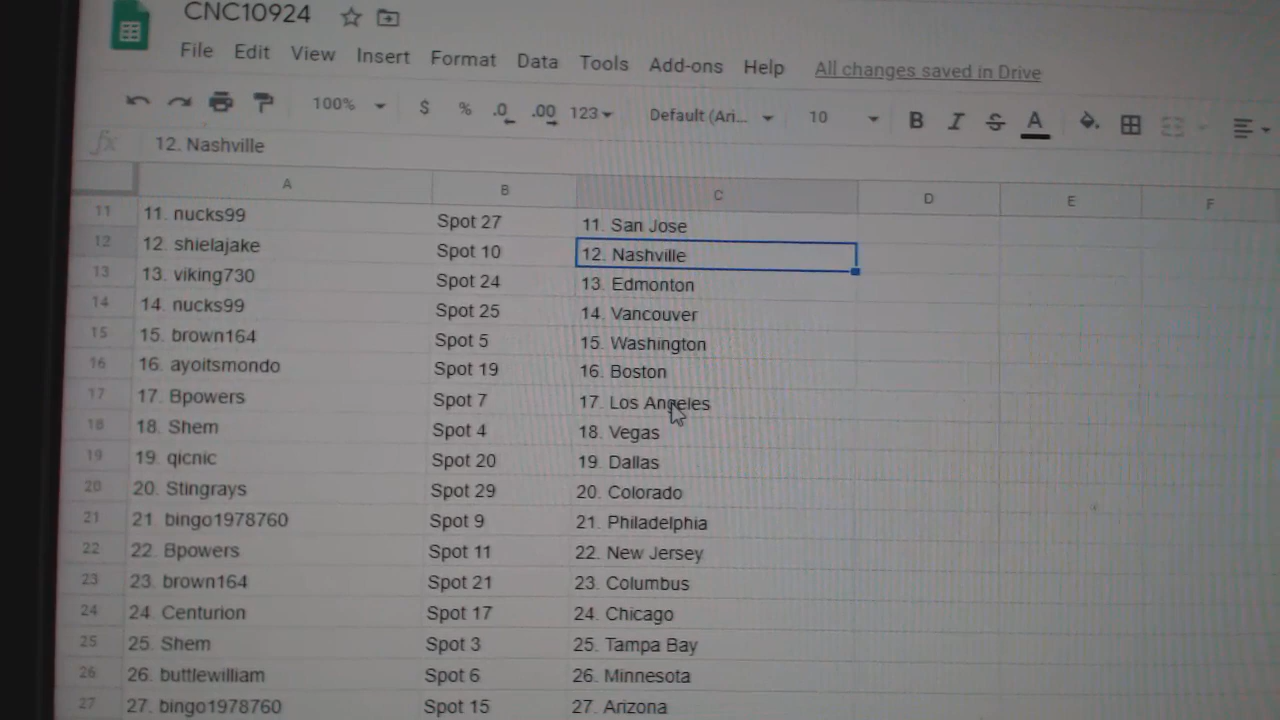 CNC10924
File Edit View Insert Format Data Tools Add-ons Help All changes saved in Drive
100% $ % .0 .00 123 Default (Ari... 10 B I S A
fx 12. Nashville
A B C D E F
11 11. nucks99 Spot 27 11. San Jose
12 12. shielajake Spot 10 12. Nashville
13 13. viking730 Spot 24 13. Edmonton
14 14. nucks99 Spot 25 14. Vancouver
15 15. brown164 Spot 5 15. Washington
16 16. ayoitsmondo Spot 19 16. Boston
17 17. Bpowers Spot 7 17. Los Angeles
18 18. Shem Spot 4 18. Vegas
19 19. qicnic Spot 20 19. Dallas
20 20. Stingrays Spot 29 20. Colorado
21 21 bingo1978760 Spot 9 21. Philadelphia
22 22. Bpowers Spot 11 22. New Jersey
23 23. brown164 Spot 21 23. Columbus
24 24. Centurion Spot 17 24. Chicago
25 25. Shem Spot 3 25. Tampa Bay
26 26. buttlewilliam Spot 6 26. Minnesota
27 27. bingo1978760 Spot 15 27. Arizona